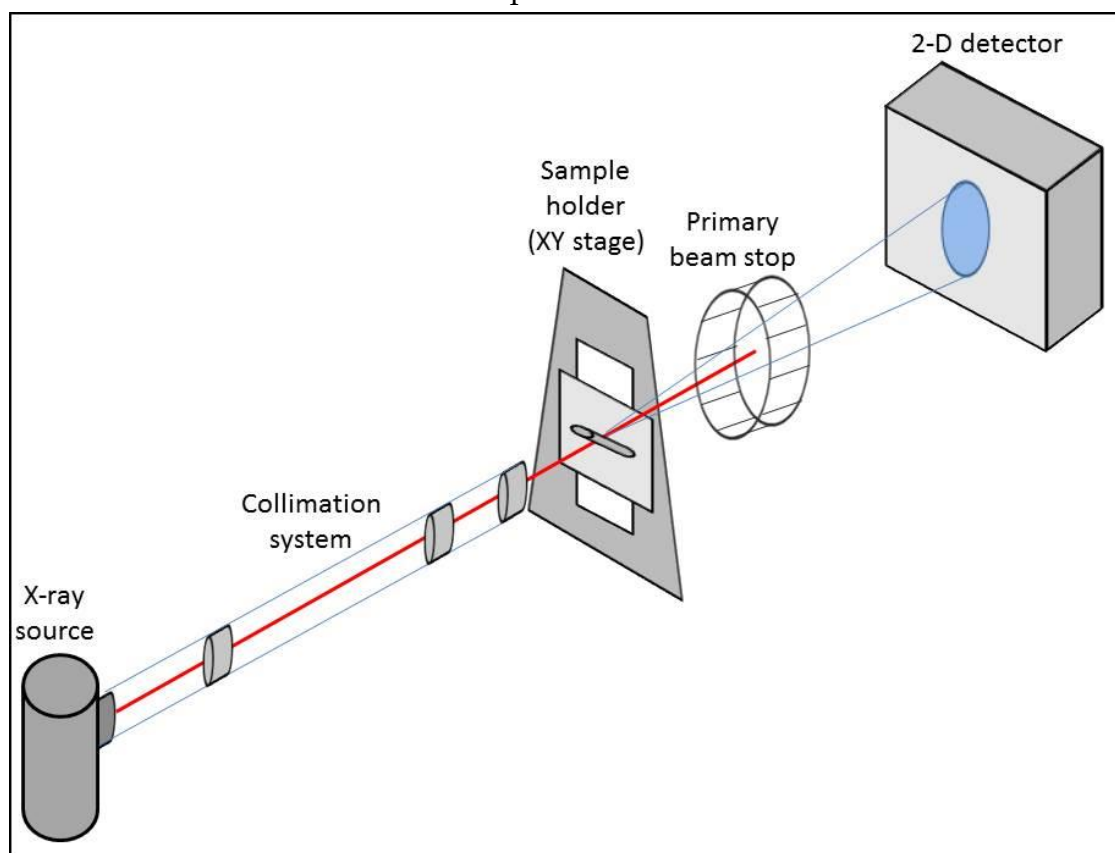 2-D detector
Sample
holder
(XY stage)
Primary
beam stop
Collimation
system
X-ray
source